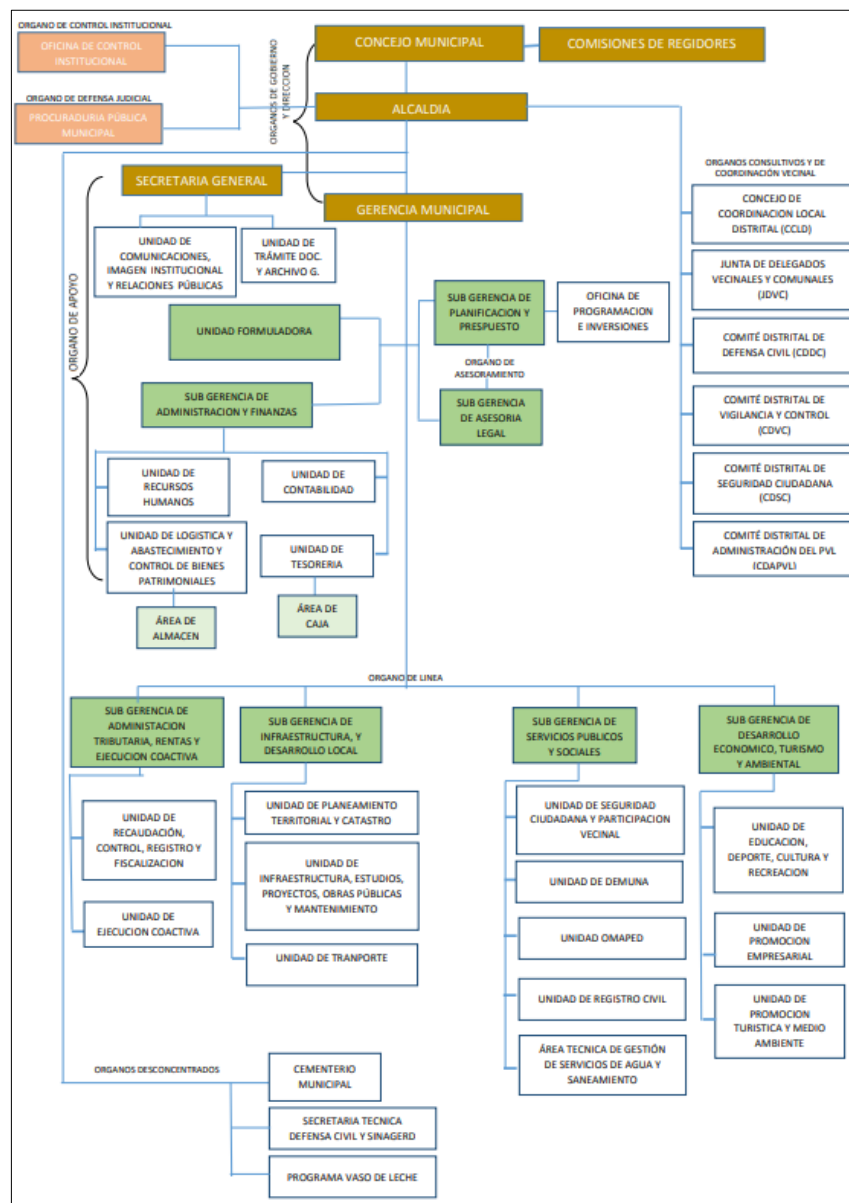 ORGANO DE CONTROL INSTITUCIONAL
OFICINA DE CONTROL
INSTITUCIONAL
ORGANO DE DEFENSA JUDICIAL
PROCURADURIA PÚBLICA
MUNICIPAL
ORGANOS DE GOBIERNO
Y DIRECCION
CONCEJO MUNICIPAL
COMISIONES DE REGIDORES
ALCALDIA
SECRETARIA GENERAL
GERENCIA MUNICIPAL
ORGANO DE APOYO
UNIDAD DE
COMUNICACIONES,
IMAGEN INSTITUCIONAL
Y RELACIONES PÚBLICAS
UNIDAD DE
TRÁMITE DOC.
Y ARCHIVO G.
UNIDAD FORMULADORA
SUB GERENCIA DE
ADMINISTRACION Y FINANZAS
SUB GERENCIA DE
PLANIFICACION Y
PRESPUESTO
OFICINA DE
PROGRAMACION
E INVERSIONES
ORGANO DE
ASESORAMIENTO
SUB GERENCIA
DE ASESORIA
LEGAL
ORGANOS CONSULTIVOS Y DE
COORDINACIÓN VECINAL
CONCEJO DE
COORDINACION LOCAL
DISTRITAL (CCLD)
JUNTA DE DELEGADOS
VECINALES Y COMUNALES
(JDVC)
COMITÉ DISTRITAL DE
DEFENSA CIVIL (CDDC)
COMITÉ DISTRITAL DE
VIGILANCIA Y CONTROL
(CDVC)
COMITÉ DISTRITAL DE
SEGURIDAD CIUDADANA
(CDSC)
COMITÉ DISTRITAL DE
ADMINISTRACIÓN DEL PVL
(CDAPVL)
UNIDAD DE
RECURSOS
HUMANOS
UNIDAD DE
CONTABILIDAD
UNIDAD DE LOGISTICA Y
ABASTECIMIENTO Y
CONTROL DE BIENES
PATRIMONIALES
UNIDAD DE
TESORERIA
ÁREA DE
ALMACEN
ÁREA DE
CAJA
ORGANO DE LINEA
SUB GERENCIA DE
ADMINISTACION
TRIBUTARIA, RENTAS Y
EJECUCION COACTIVA
UNIDAD DE
RECAUDACIÓN,
CONTROL, REGISTRO Y
FISCALIZACION
UNIDAD DE
EJECUCION COACTIVA
SUB GERENCIA DE
INFRAESTRUCTURA, Y
DESARROLLO LOCAL
UNIDAD DE PLANEAMIENTO
TERRITORIAL Y CATASTRO
UNIDAD DE
INFRAESTRUCTURA, ESTUDIOS,
PROYECTOS, OBRAS PÚBLICAS
Y MANTENIMIENTO
UNIDAD DE TRANPORTE
SUB GERENCIA DE
SERVICIOS PUBLICOS
Y SOCIALES
UNIDAD DE SEGURIDAD
CIUDADANA Y PARTICIPACION
VECINAL
UNIDAD DE DEMUNA
UNIDAD OMAPED
UNIDAD DE REGISTRO CIVIL
ÁREA TECNICA DE GESTIÓN
DE SERVICIOS DE AGUA Y
SANEAMIENTO
SUB GERENCIA DE
DESARROLLO
ECONOMICO, TURISMO
Y AMBIENTAL
UNIDAD DE
EDUCACION,
DEPORTE, CULTURA Y
RECREACION
UNIDAD DE
PROMOCION
EMPRESARIAL
UNIDAD DE
PROMOCION
TURISTICA Y MEDIO
AMBIENTE
ORGANOS DESCONCENTRADOS
CEMENTERIO
MUNICIPAL
SECRETARIA TECNICA
DEFENSA CIVIL Y SINAGERD
PROGRAMA VASO DE LECHE